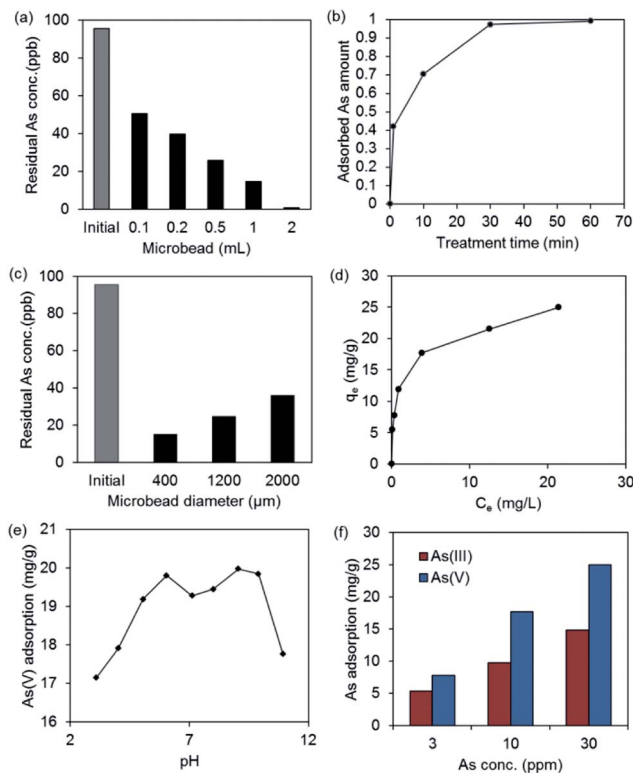 (a)
Residual As conc.(ppb)
100
80
60
40
20
0
Initial 0.1 0.2 0.5 1 2
Microbead (mL)
(b)
Adsorbed As amount
1
0.9
0.8
0.7
0.6
0.5
0.4
0.3
0.2
0.1
0
0 10 20 30 40 50 60 70
Treatment time (min)
(c)
Residual As conc.(ppb)
100
80
60
40
20
0
Initial 400 1200 2000
Microbead diameter (µm)
(d)
qe (mg/g)
30
25
20
15
10
5
0
0 10 20 30
Ce (mg/L)
(e)
As(V) adsorption (mg/g)
21
20
19
18
17
16
2 7 12
pH
(f)
As adsorption (mg/g)
30
25
20
15
10
5
0
As(III)
As(V)
3 10 30
As conc. (ppm)